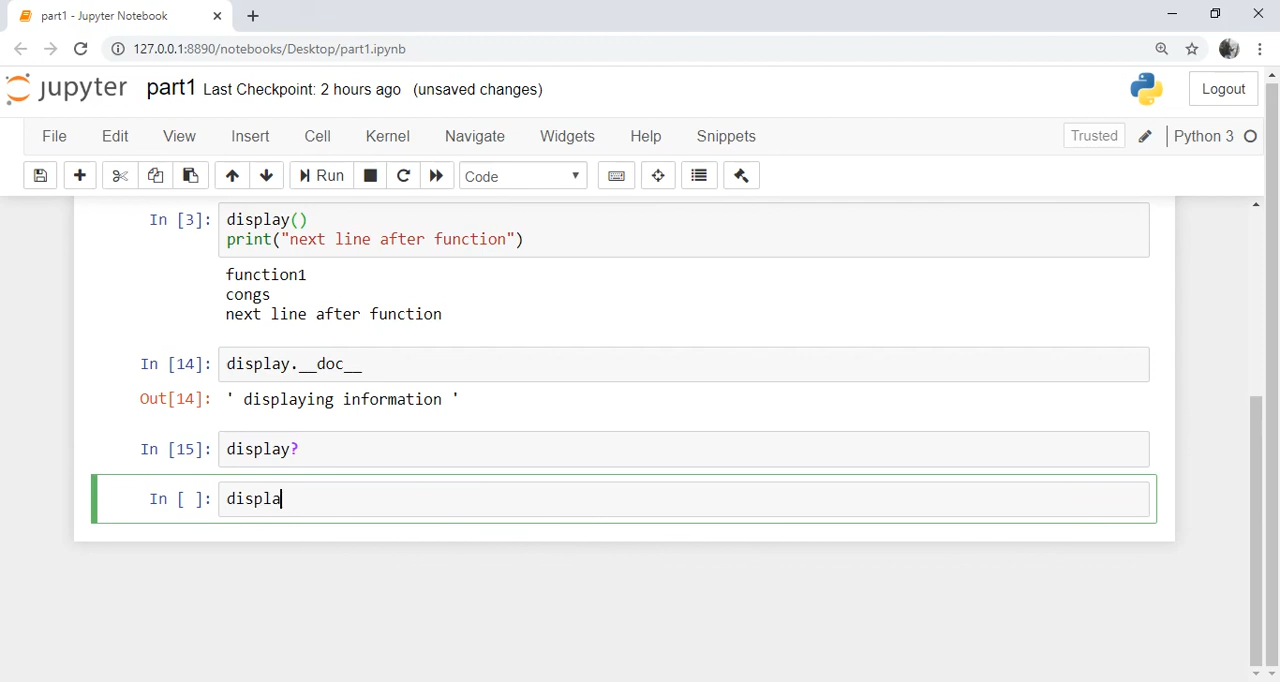 part1 - Jupyter Notebook
127.0.0.1:8890/notebooks/Desktop/part1.ipynb
jupyter part1 Last Checkpoint: 2 hours ago (unsaved changes)
Logout
File Edit View Insert Cell Kernel Navigate Widgets Help Snippets Trusted Python 3
Run Code
In [3]: display()
print("next line after function")
function1
congs
next line after function
In [14]: display.__doc__
Out[14]: ' displaying information '
In [15]: display?
In [ ]: displa